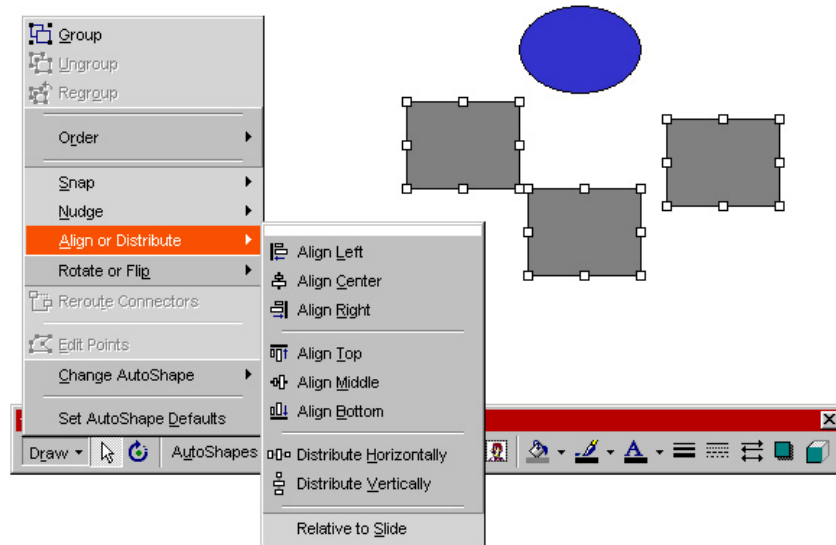 Group
Ungroup
Regroup
Order
Snap
Nudge
Align or Distribute
Rotate or Flip
Reroute Connectors
Edit Points
Change AutoShape
Set AutoShape Defaults
Align Left
Align Center
Align Right
Align Top
Align Middle
Align Bottom
Distribute Horizontally
Distribute Vertically
Relative to Slide
Draw
AutoShapes
A